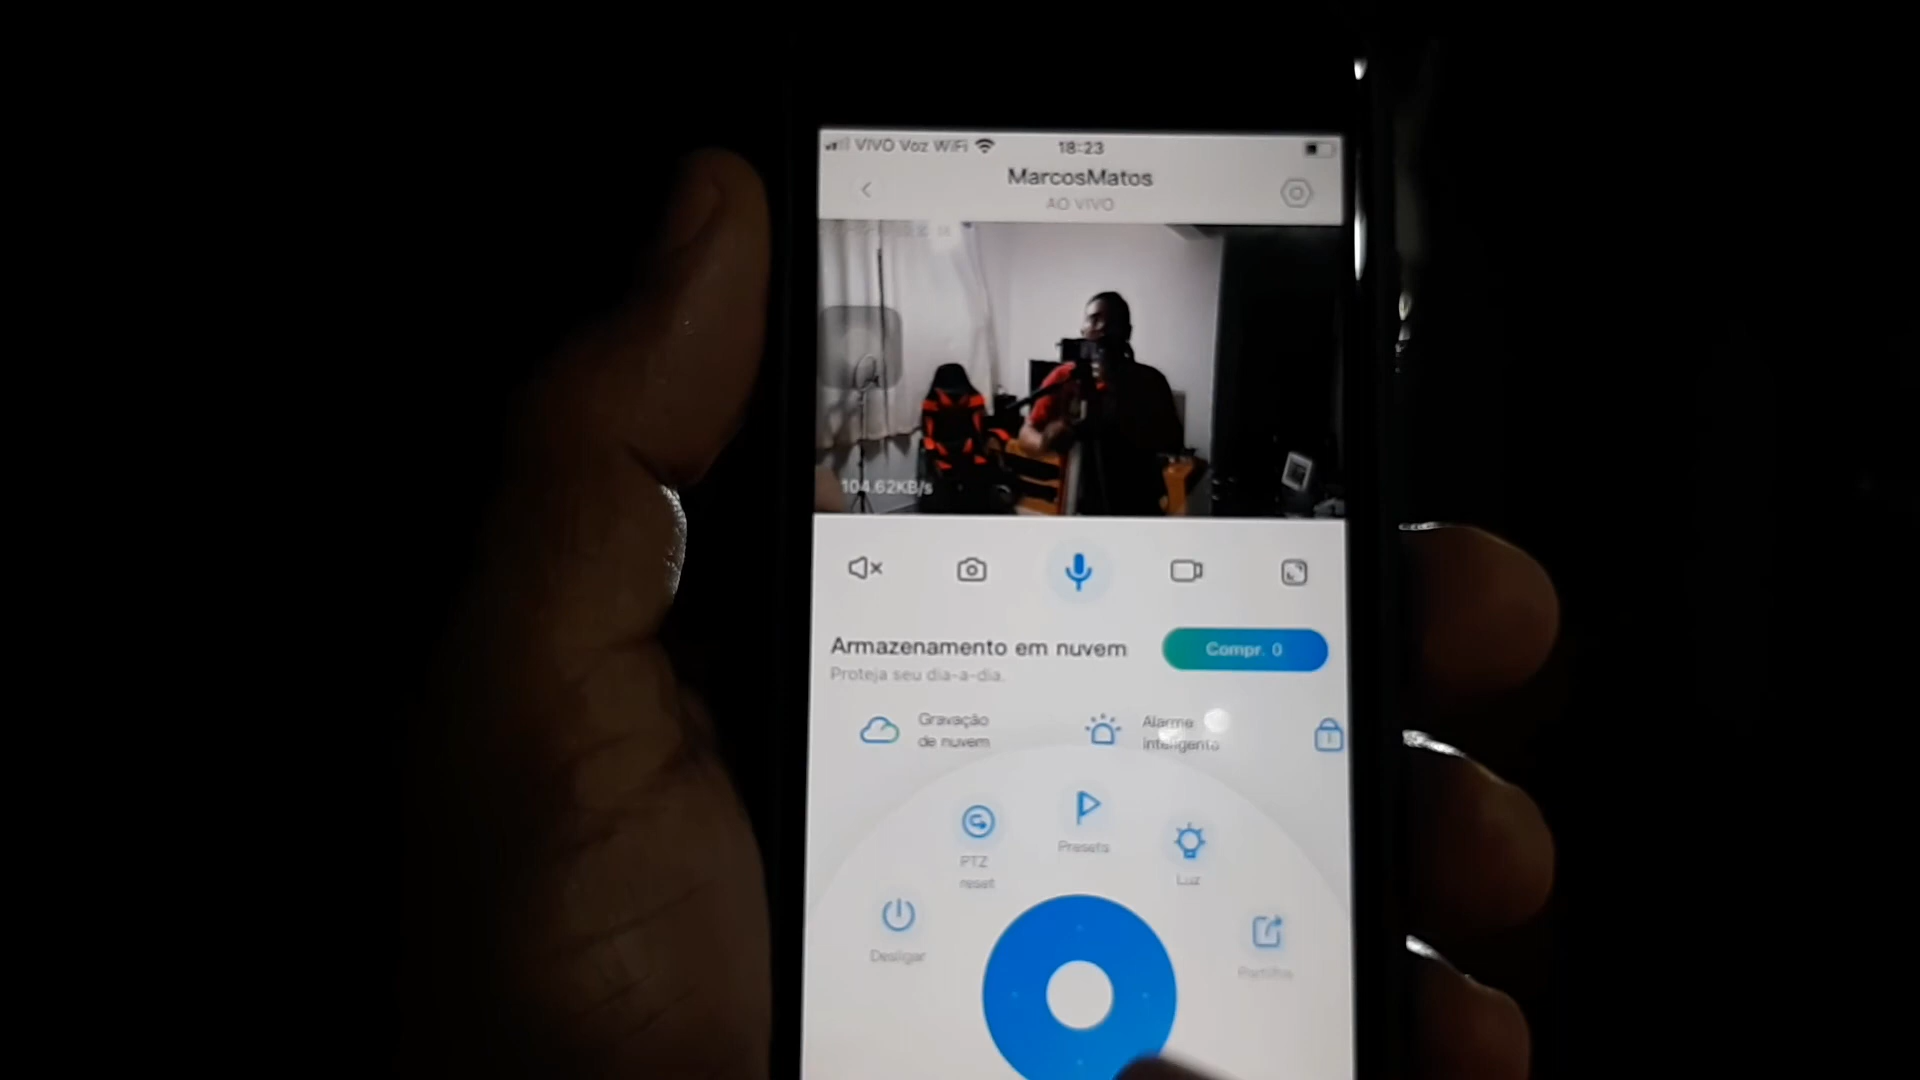 VIVO Voz WiFi 18:23
MarcosMatos
AO VIVO
104.62KB/s
Armazenamento em nuvem
Compr. 0
Proteja seu dia-a-dia.
Gravação
de nuvem
Alarme
Inteligente
Presets
PTZ
reset
Luz
Desligar
Partilha